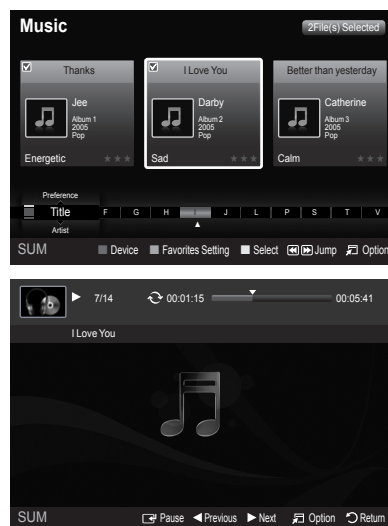 Music
2File(s) Selected
Thanks
I Love You
Better than yesterday
Jee
Album 1
2005
Pop
Darby
Album 2
2005
Pop
Catherine
Album 3
2005
Pop
Energetic
Sad
Calm
Preference
Title
F G H I J L P S T V
Artist
SUM Device Favorites Setting Select Jump Option
7/14 00:01:15 00:05:41
I Love You
SUM Pause Previous Next Option Return